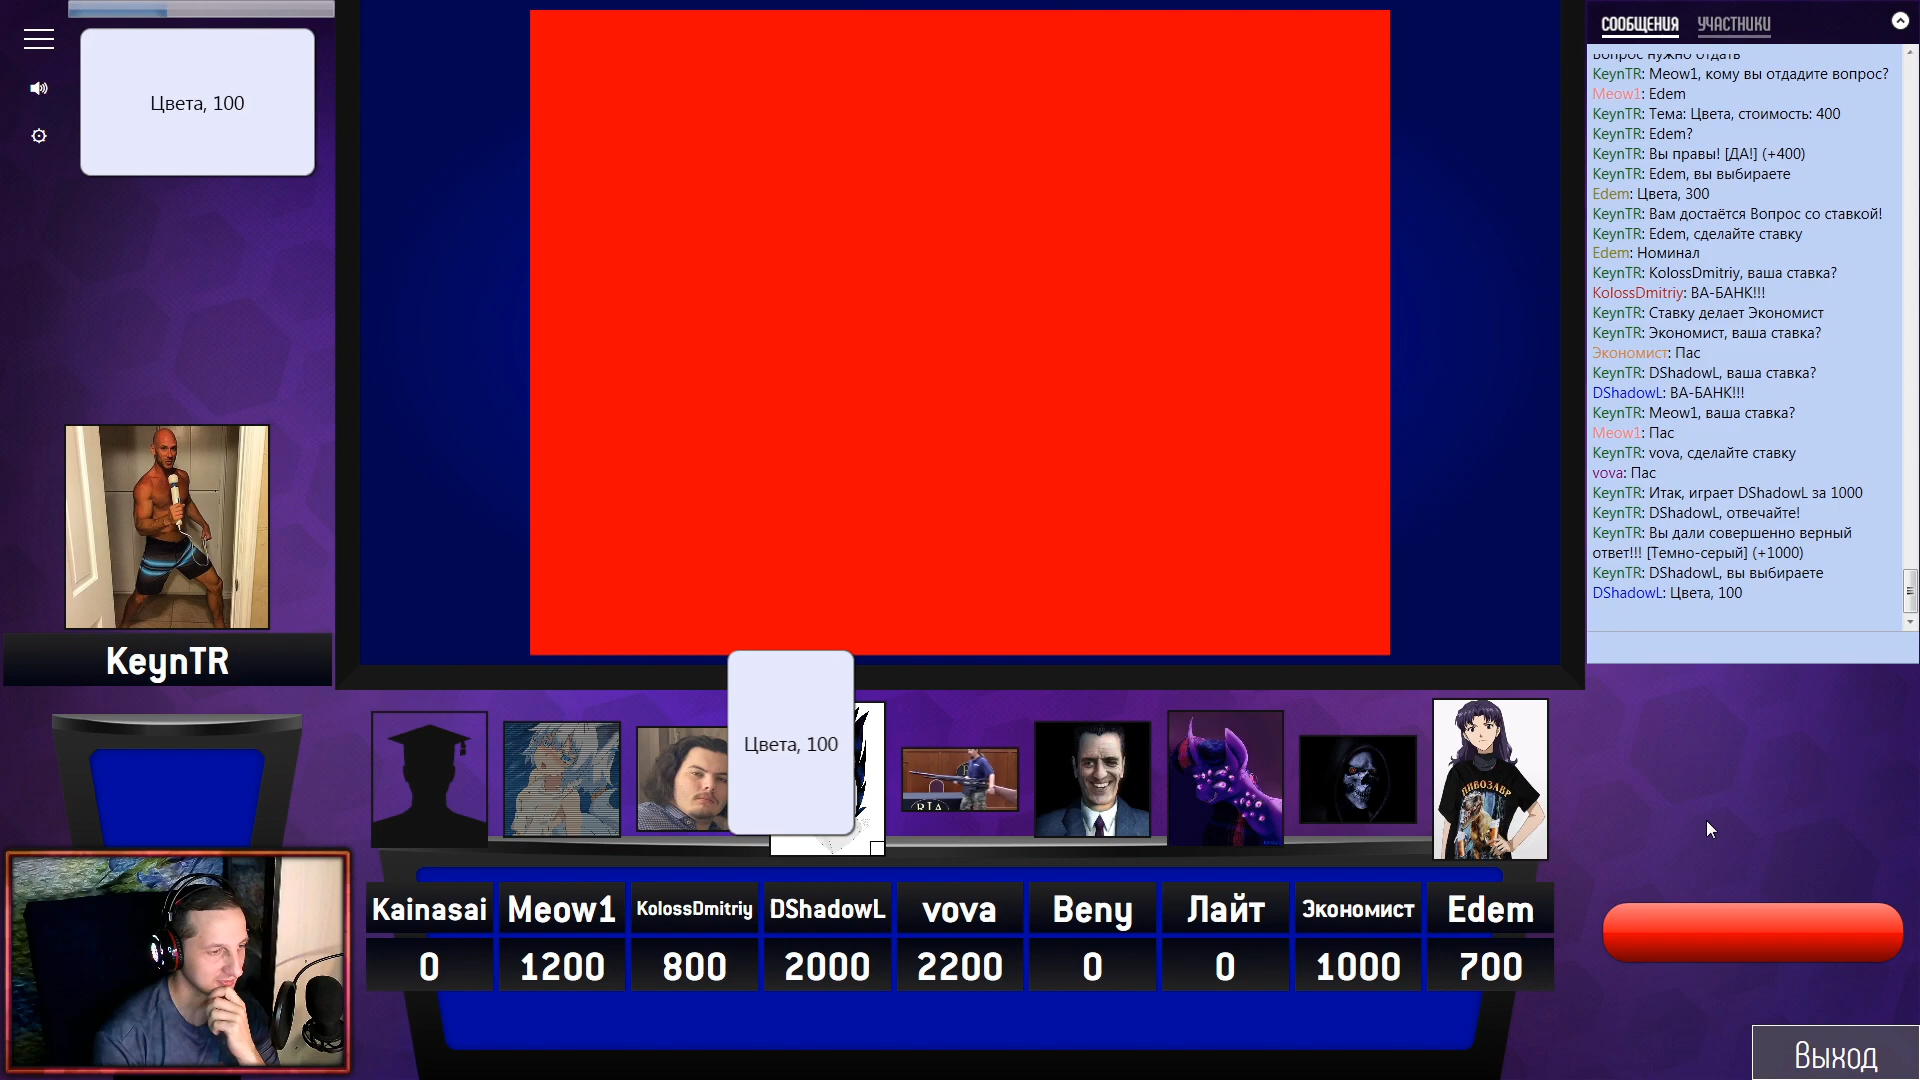 Цвета, 100
KeynTR
СООБЩЕНИЯ УЧАСТНИКИ
Вопрос нужно отдать
KeynTR: Meow1, кому вы отдадите вопрос?
Meow1: Edem
KeynTR: Тема: Цвета, стоимость: 400
KeynTR: Edem?
KeynTR: Вы правы! [ДА!] (+400)
KeynTR: Edem, вы выбираете
Edem: Цвета, 300
KeynTR: Вам достаётся Вопрос со ставкой!
KeynTR: Edem, сделайте ставку
Edem: Номинал
KeynTR: KolossDmitriy, ваша ставка?
KolossDmitriy: ВА-БАНК!!!
KeynTR: Ставку делает Экономист
KeynTR: Экономист, ваша ставка?
Экономист: Пас
KeynTR: DShadowL, ваша ставка?
DShadowL: ВА-БАНК!!!
KeynTR: Meow1, ваша ставка?
Meow1: Пас
KeynTR: vova, сделайте ставку
vova: Пас
KeynTR: Итак, играет DShadowL за 1000
KeynTR: DShadowL, отвечайте!
KeynTR: Вы дали совершенно верный
ответ!!! [Темно-серый] (+1000)
KeynTR: DShadowL, вы выбираете
DShadowL: Цвета, 100
Цвета, 100
RIA
ПИВОЗАВР
Kainasai Meow1 KolossDmitriy DShadowL vova Beny Лайт Экономист Edem
0 1200 800 2000 2200 0 0 1000 700
Выход